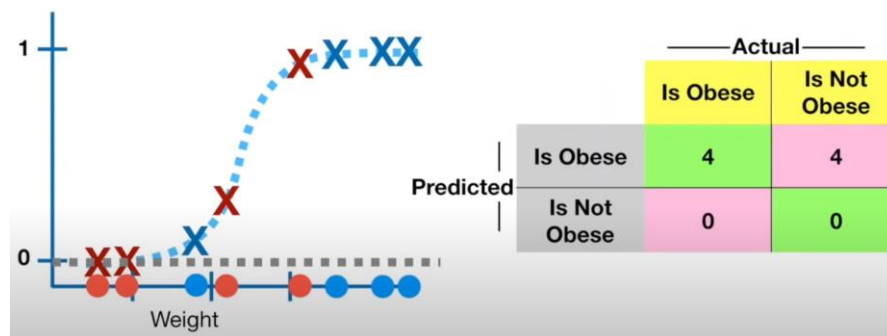 1
0
Weight
Actual
Is Obese
Is Not
Obese
Predicted
Is Obese
4
4
Is Not
Obese
0
0